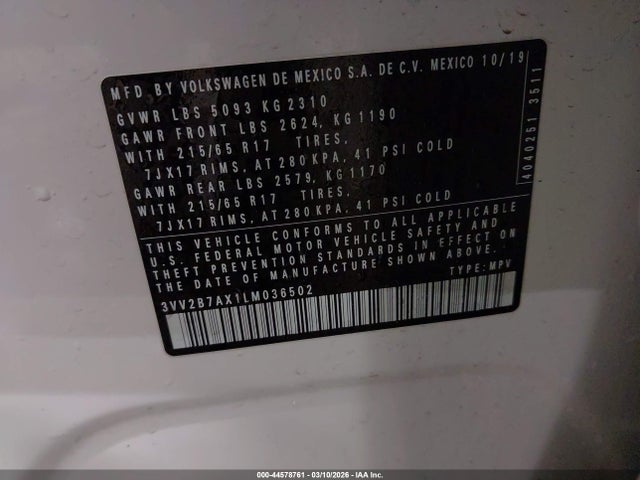 MFD BY VOLKSWAGEN DE MEXICO S.A. DE C.V. MEXICO 10/19
GVWR LBS 5093 KG 2310
GAWR FRONT LBS 2624, KG 1190
WITH 215/65 R17 TIRES.
7JX17 RIMS, AT 280 KPA, 41 PSI COLD
GAWR REAR LBS 2579, KG 1170
WITH 215/65 R17 TIRES.
7JX17 RIMS, AT 280 KPA, 41 PSI COLD
THIS VEHICLE CONFORMS TO ALL APPLICABLE
U.S. FEDERAL MOTOR VEHICLE SAFETY AND
THEFT PREVENTION STANDARDS IN EFFECT ON
THE DATE OF MANUFACTURE SHOWN ABOVE.
3VV2B7AX1LM036502 TYPE: MPV
4040251 3511
000-44578761 - 03/10/2026 - IAA Inc.